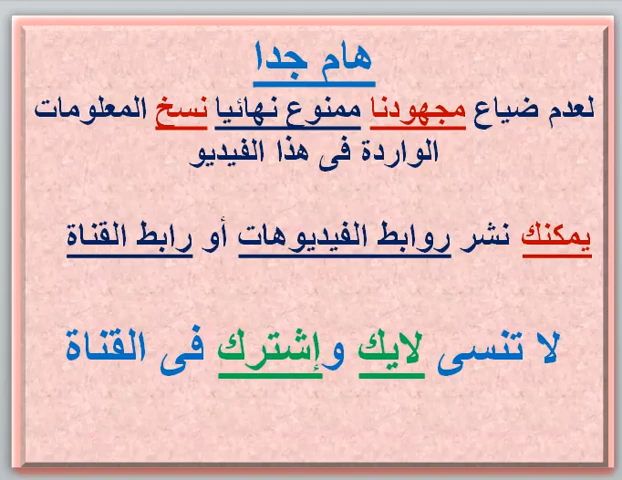 هام جدا
لعدم ضياع مجهودنا ممنوع نهائيا نسخ المعلومات
الواردة فى هذا الفيديو
يمكنك نشر روابط الفيديوهات أو رابط القناة
لا تنسى لايك وإشترك فى القناة